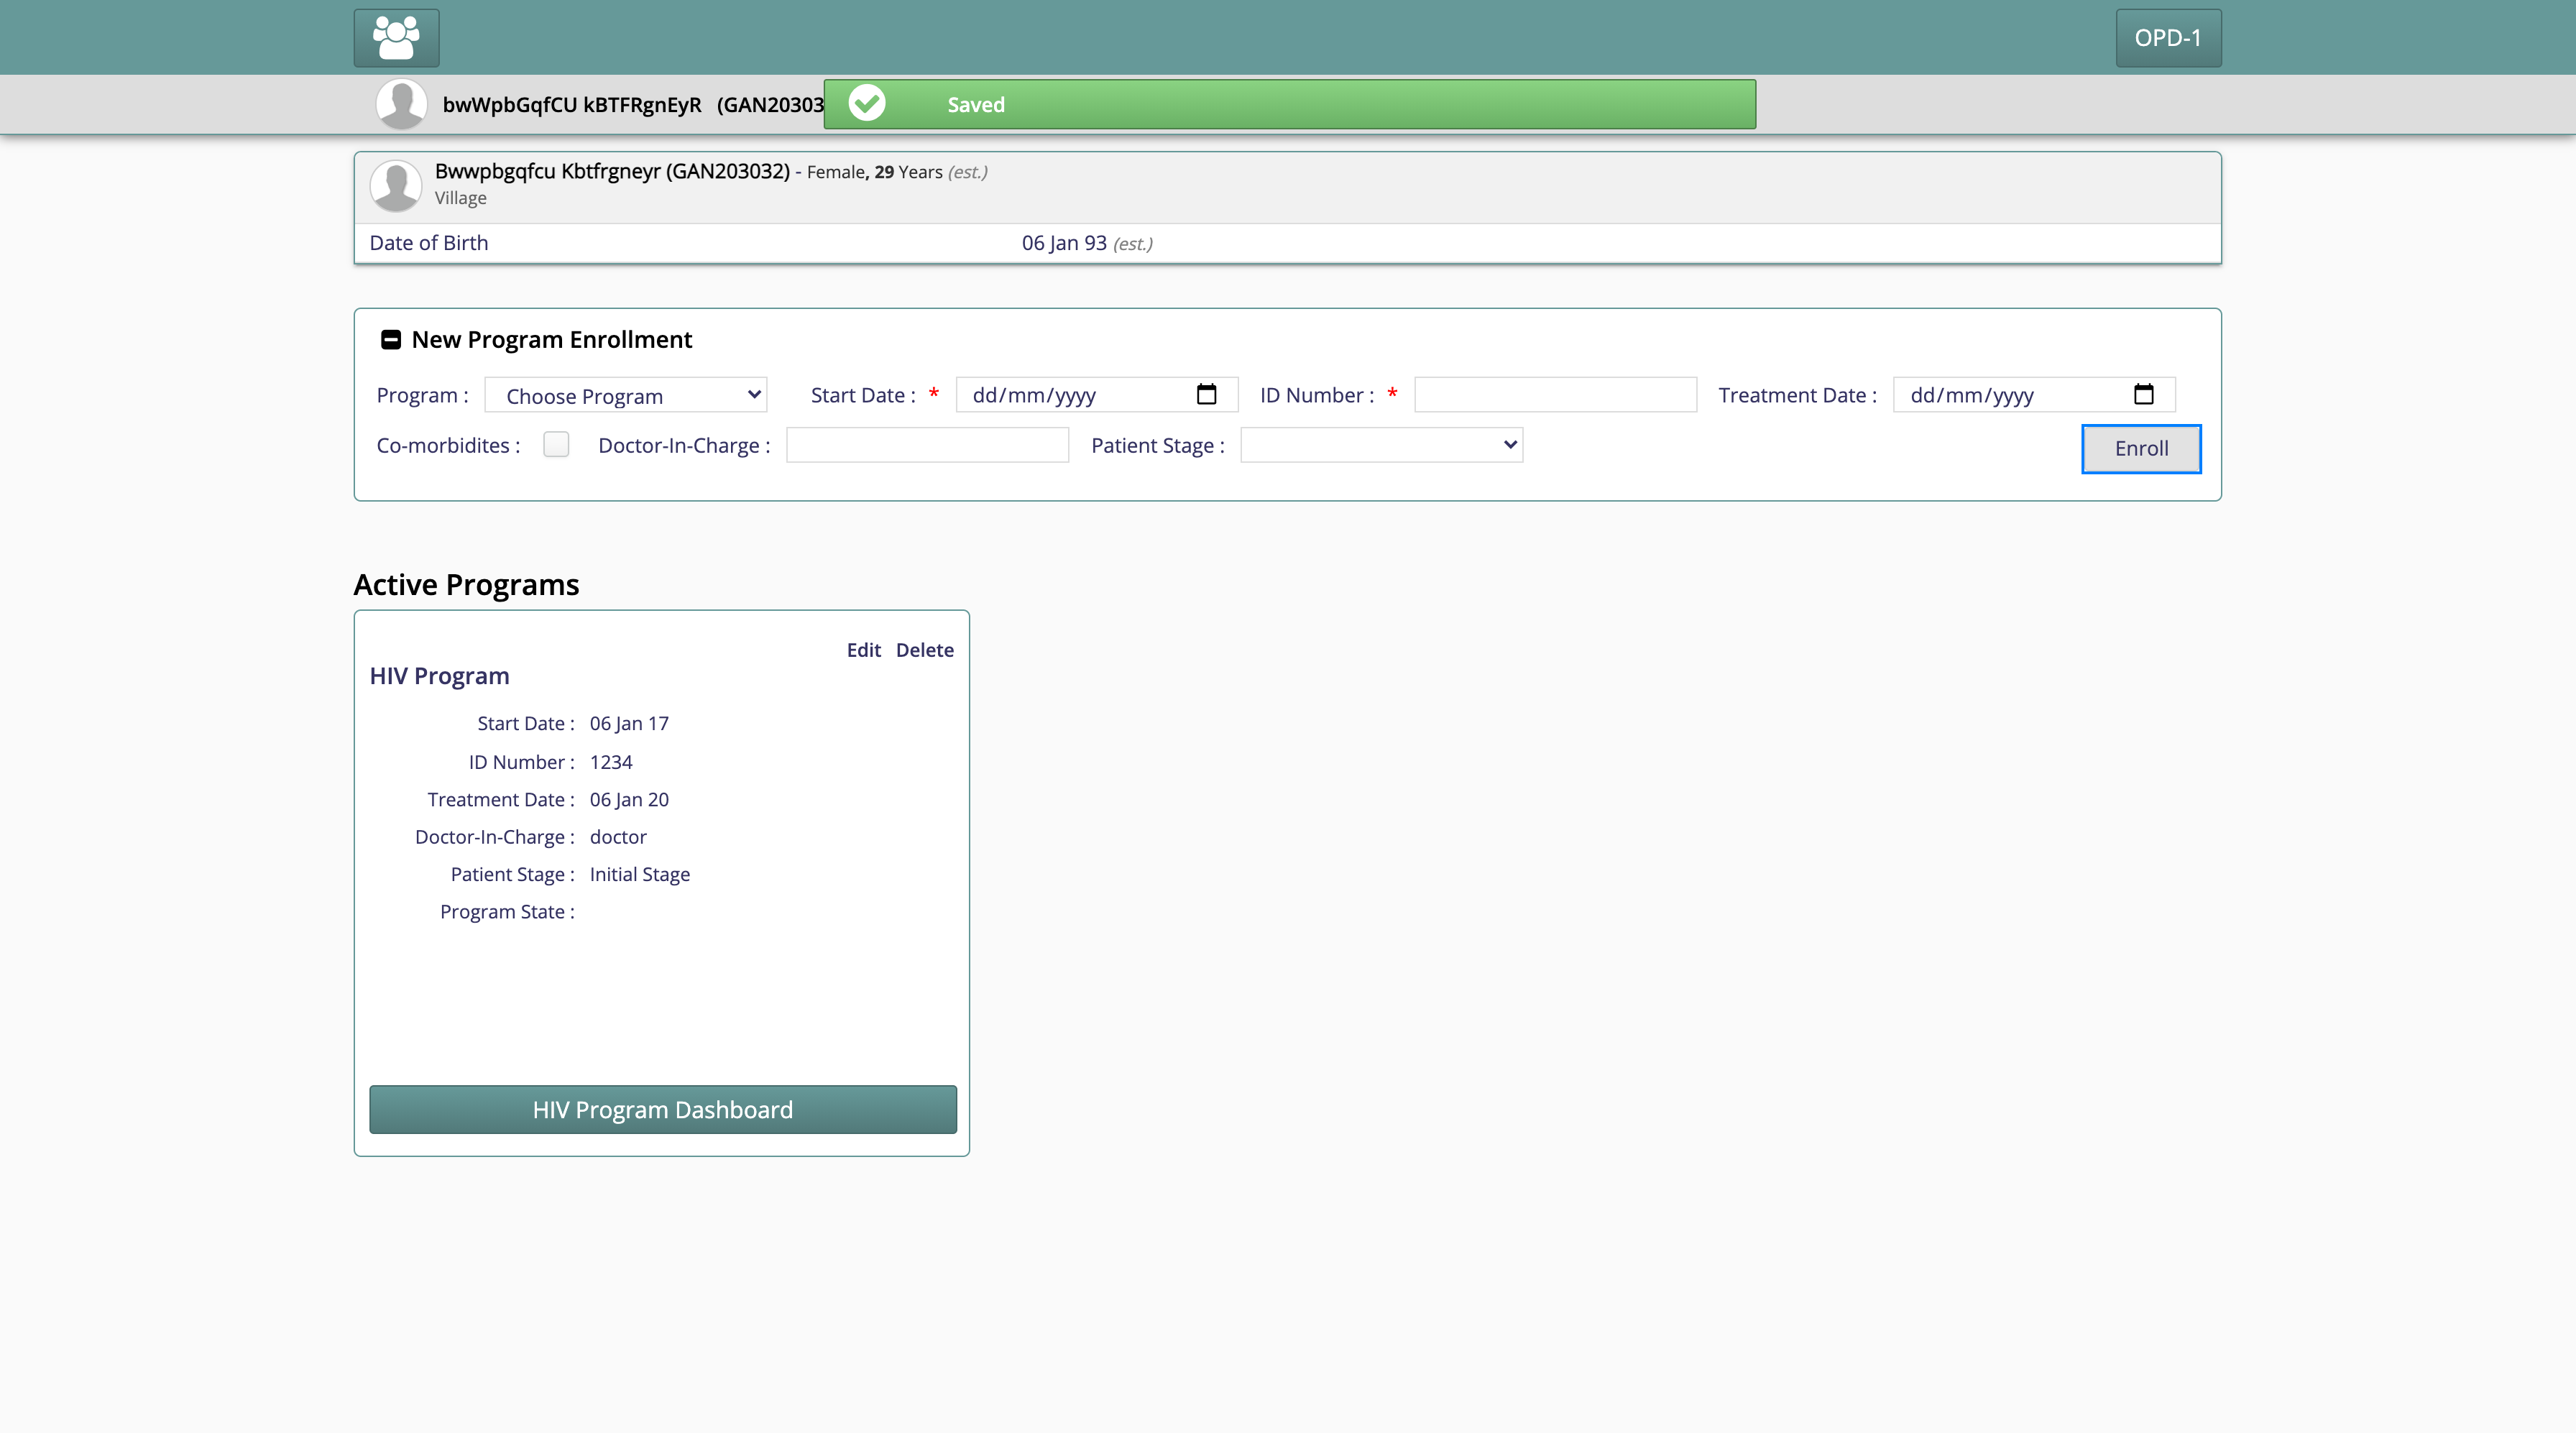 OPD-1
bwWpbGqfCU kBTFRgnEyR (GAN20303
Saved
Bwwpbgqfcu Kbtfrgneyr (GAN203032) - Female, 29 Years (est.)
Village
Date of Birth 06 Jan 93 (est.)
New Program Enrollment
Program : Choose Program Start Date : * dd/mm/yyyy ID Number : * Treatment Date : dd/mm/yyyy
Co-morbidites : Doctor-In-Charge : Patient Stage : Enroll
Active Programs
Edit Delete
HIV Program
Start Date : 06 Jan 17
ID Number : 1234
Treatment Date : 06 Jan 20
Doctor-In-Charge : doctor
Patient Stage : Initial Stage
Program State :
HIV Program Dashboard